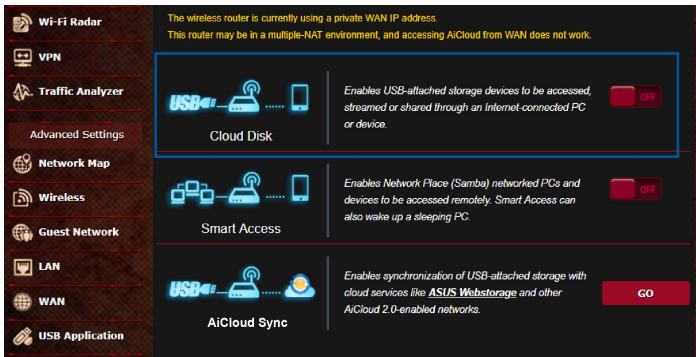 Wi-Fi Radar
VPN
Traffic Analyzer
Advanced Settings
Network Map
Wireless
Guest Network
LAN
WAN
USB Application
The wireless router is currently using a private WAN IP address.
This router may be in a multiple-NAT environment, and accessing AiCloud from WAN does not work.
USB
Cloud Disk
Enables USB-attached storage devices to be accessed,
streamed or shared through an Internet-connected PC
or device.
OFF
Smart Access
Enables Network Place (Samba) networked PCs and
devices to be accessed remotely. Smart Access can
also wake up a sleeping PC.
OFF
USB
AiCloud Sync
Enables synchronization of USB-attached storage with
cloud services like ASUS Webstorage and other
AiCloud 2.0-enabled networks.
GO